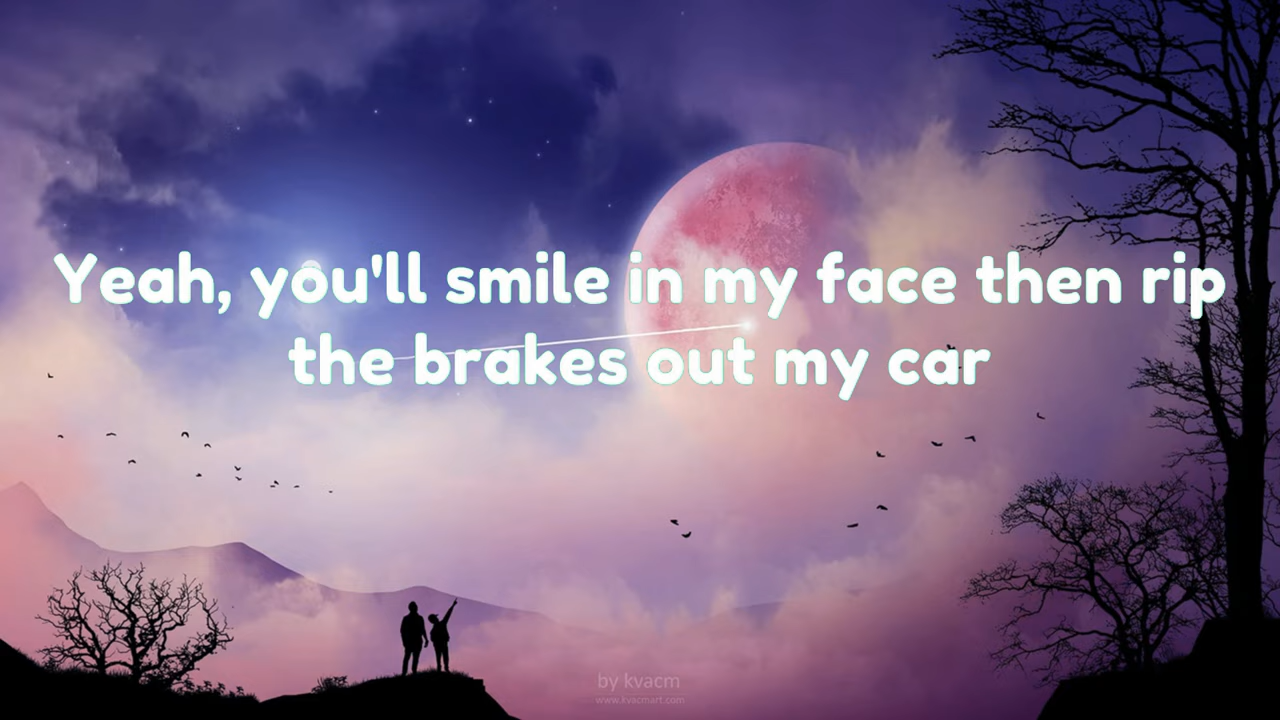 Yeah, you'll smile in my face then rip
the brakes out my car
by kvacm
www.kvacmart.com